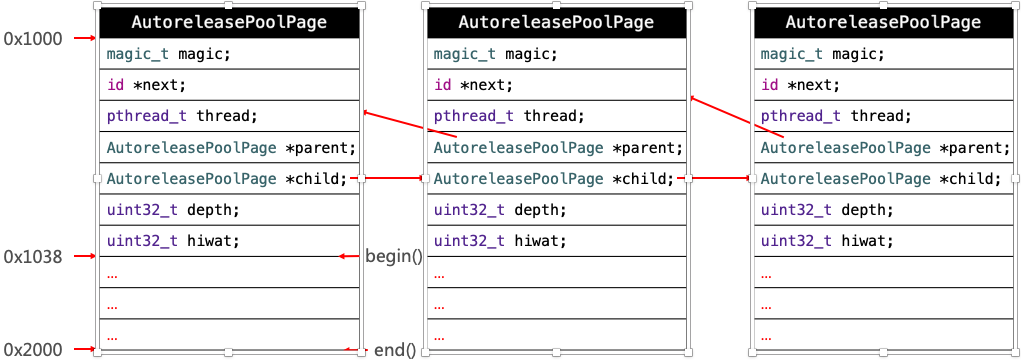 AutoreleasePoolPage AutoreleasePoolPage AutoreleasePoolPage
0x1000
magic_t magic; magic_t magic; magic_t magic;
id *next; id *next; id *next;
pthread_t thread; pthread_t thread; pthread_t thread;
AutoreleasePoolPage *parent; AutoreleasePoolPage *parent; AutoreleasePoolPage *parent;
AutoreleasePoolPage *child; AutoreleasePoolPage *child; AutoreleasePoolPage *child;
uint32_t depth; uint32_t depth; uint32_t depth;
uint32_t hiwat; uint32_t hiwat; uint32_t hiwat;
0x1038 begin()
... ... ...
... ... ...
... ... ...
0x2000 end()